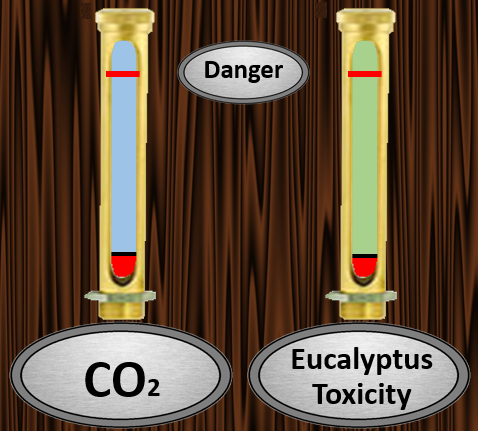 Danger
CO₂
Eucalyptus
Toxicity